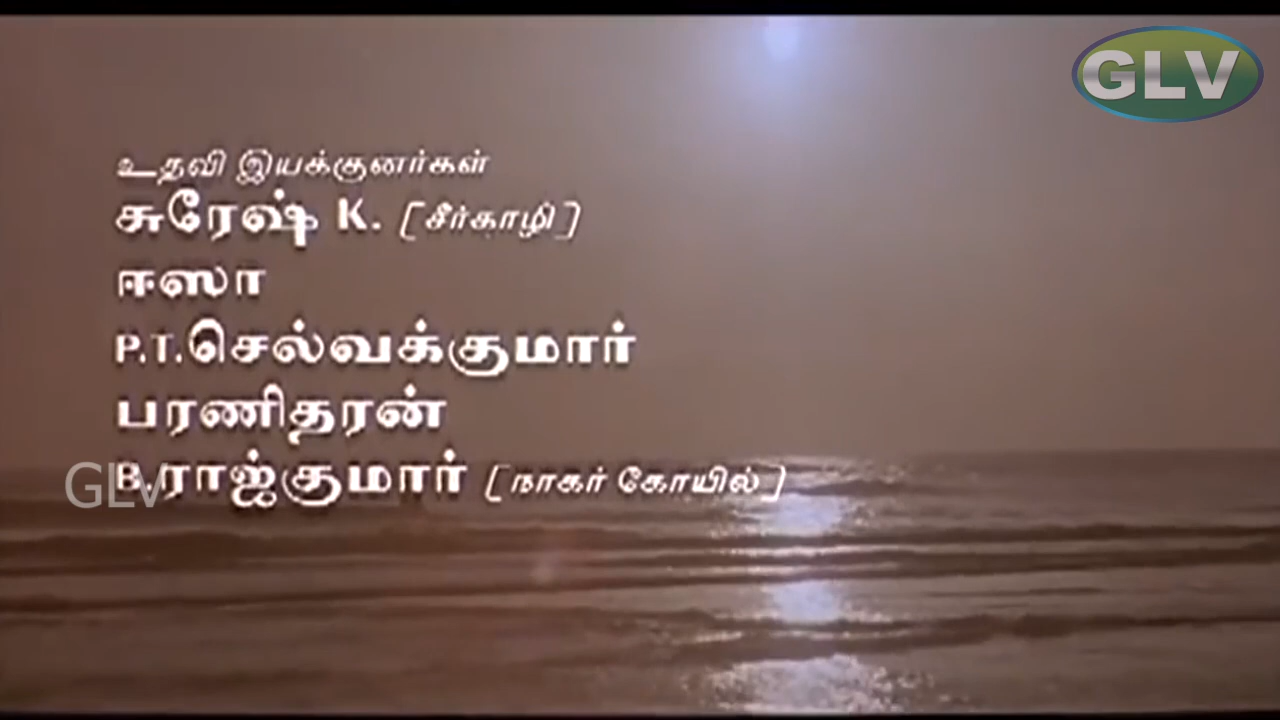 GLV
உதவி இயக்குனர்கள்
சுரேஷ் K. [சீர்காழி]
ஈஸா
P.T.செல்வக்குமார்
பரணிதரன்
B.ராஜ்குமார் [நாகர் கோயில்]
GLV